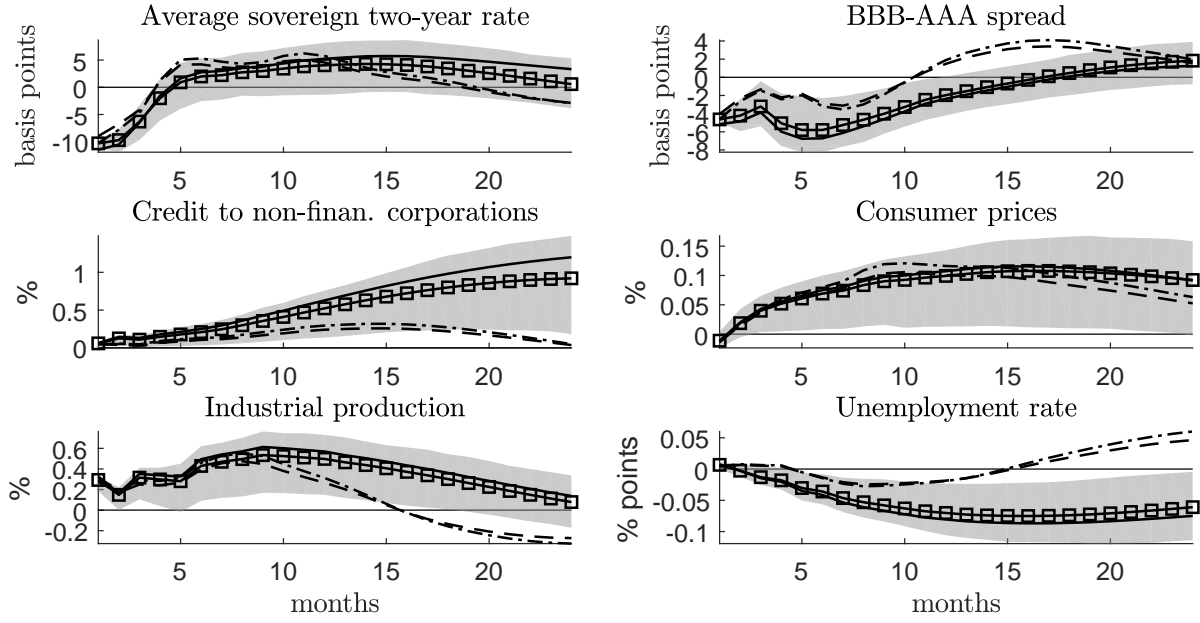 Average sovereign two-year rate
basis points
5
0
-5
-10
5 10 15 20
BBB-AAA spread
basis points
4
2
0
-2
-4
-6
-8
5 10 15 20
Credit to non-finan. corporations
%
1
0.5
0
5 10 15 20
Consumer prices
%
0.15
0.1
0.05
0
5 10 15 20
Industrial production
%
0.6
0.4
0.2
0
-0.2
5 10 15 20
months
Unemployment rate
% points
0.05
0
-0.05
-0.1
5 10 15 20
months